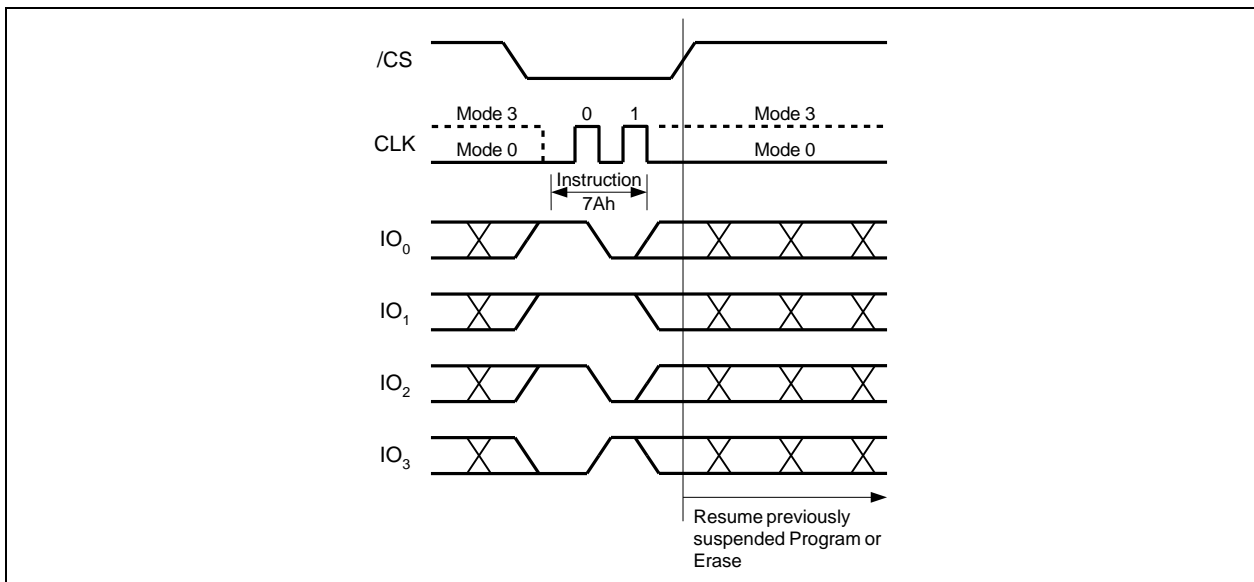 /CS
Mode 3 0 1 Mode 3
CLK
Mode 0 Mode 0
Instruction
7Ah
IO0
IO1
IO2
IO3
Resume previously
suspended Program or
Erase